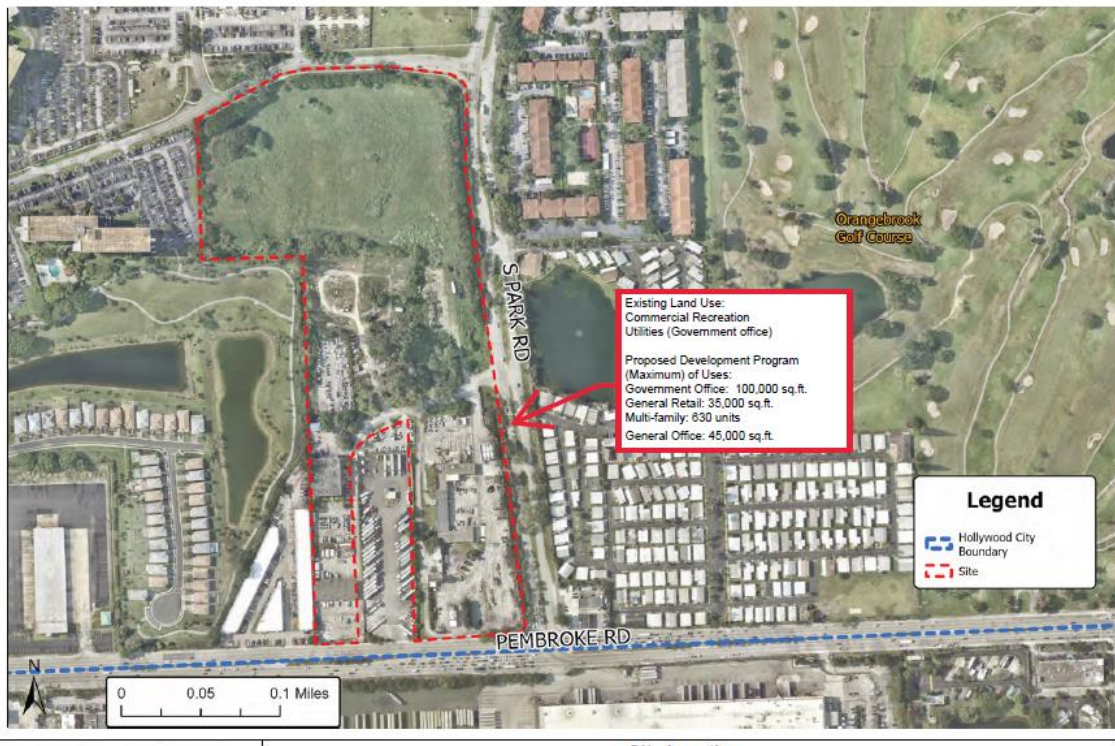 Orangebrook
Golf Course
S PARK RD
Existing Land Use:
Commercial Recreation
Utilities (Government office)
Proposed Development Program
(Maximum) of Uses:
Government Office: 100,000 sq.ft.
General Retail: 35,000 sq.ft.
Multi-family: 630 units
General Office: 45,000 sq.ft.
Legend
Hollywood City
Boundary
Site
PEMBROKE RD
N
0 0.05 0.1 Miles